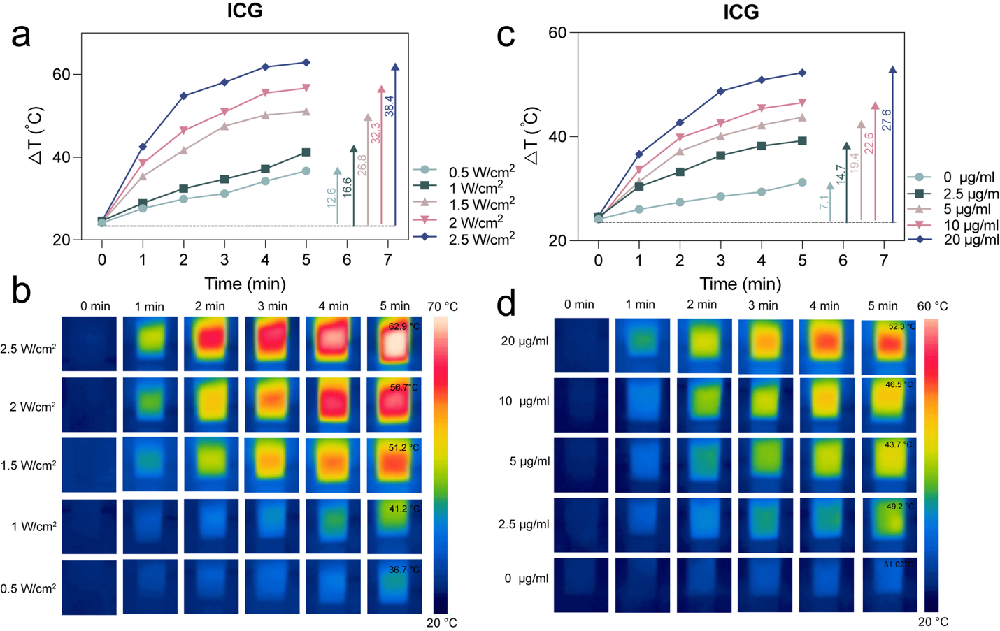 a
ICG
△T (°C)
60
40
20
0 1 2 3 4 5 6 7
Time (min)
12.6
16.6
26.8
32.3
38.4
0.5 W/cm²
1 W/cm²
1.5 W/cm²
2 W/cm²
2.5 W/cm²
c
ICG
△T (°C)
60
40
20
0 1 2 3 4 5 6 7
Time (min)
7.1
14.7
19.4
22.6
27.6
0 µg/ml
2.5 µg/m
5 µg/ml
10 µg/ml
20 µg/ml
b
0 min 1 min 2 min 3 min 4 min 5 min 70 °C
2.5 W/cm² 62.9 °C
2 W/cm² 56.7°C
1.5 W/cm² 51.2 °C
1 W/cm² 41.2 °C
0.5 W/cm² 36.7 °C
20 °C
d
0 min 1 min 2 min 3 min 4 min 5 min 60 °C
20 µg/ml 52.3 °C
10 µg/ml 46.5 °C
5 µg/ml 43.7 °C
2.5 µg/ml 49.2 °C
0 µg/ml 31.02°C
20 °C